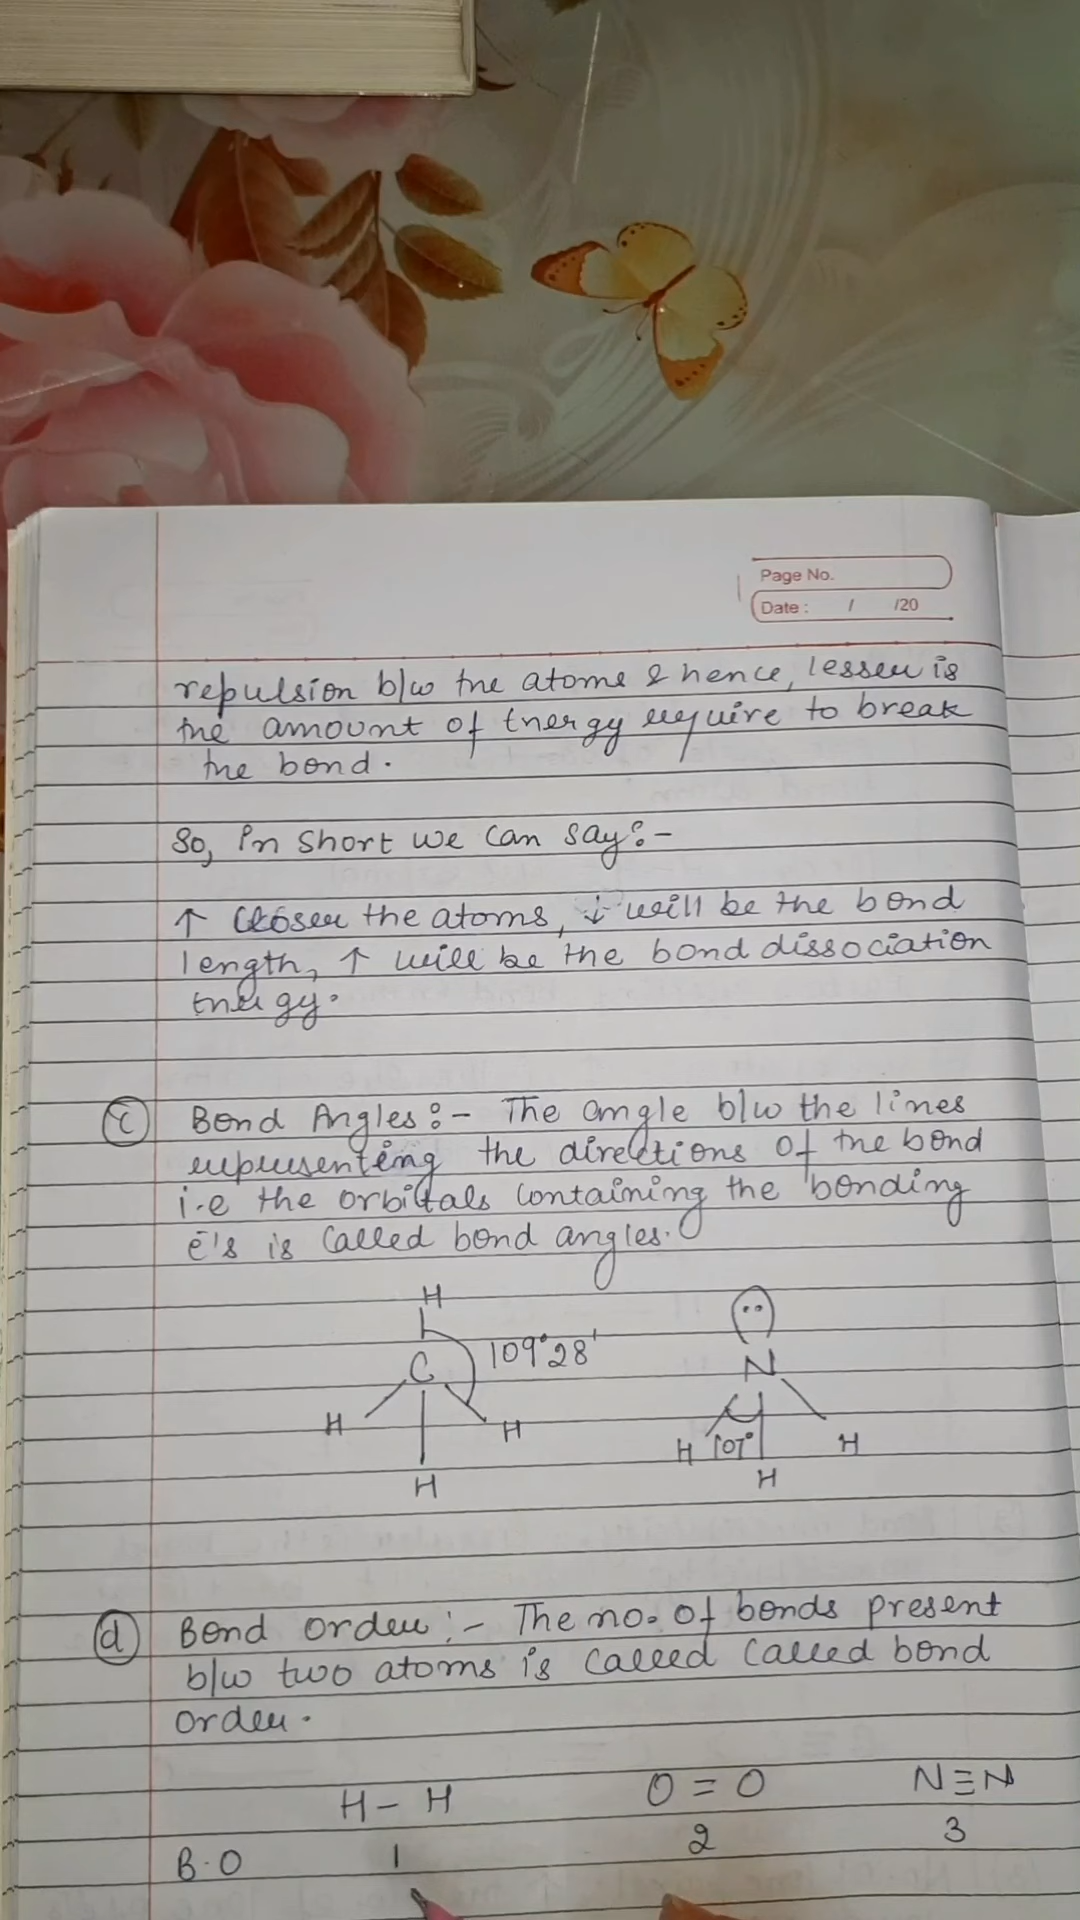 Page No.
Date : / /20
repulsion b/w the atoms & hence, lesser is
the amount of Energy require to break
the bond.
So, in short we can say :-
↑ Closer the atoms, ↓ will be the bond
length, ↑ will be the bond dissociation
Energy.
(c) Bond Angles :- The angle b/w the lines
representing the directions of the bond
i.e the orbitals containing the bonding
e⁻'s is called bond angles.
H
C 109°28'
H H
H
..
N
H 107° H
H
(d) Bond order :- The no. of bonds present
b/w two atoms is called called bond
order.
H - H O = O N ≡ N
B.O 1 2 3